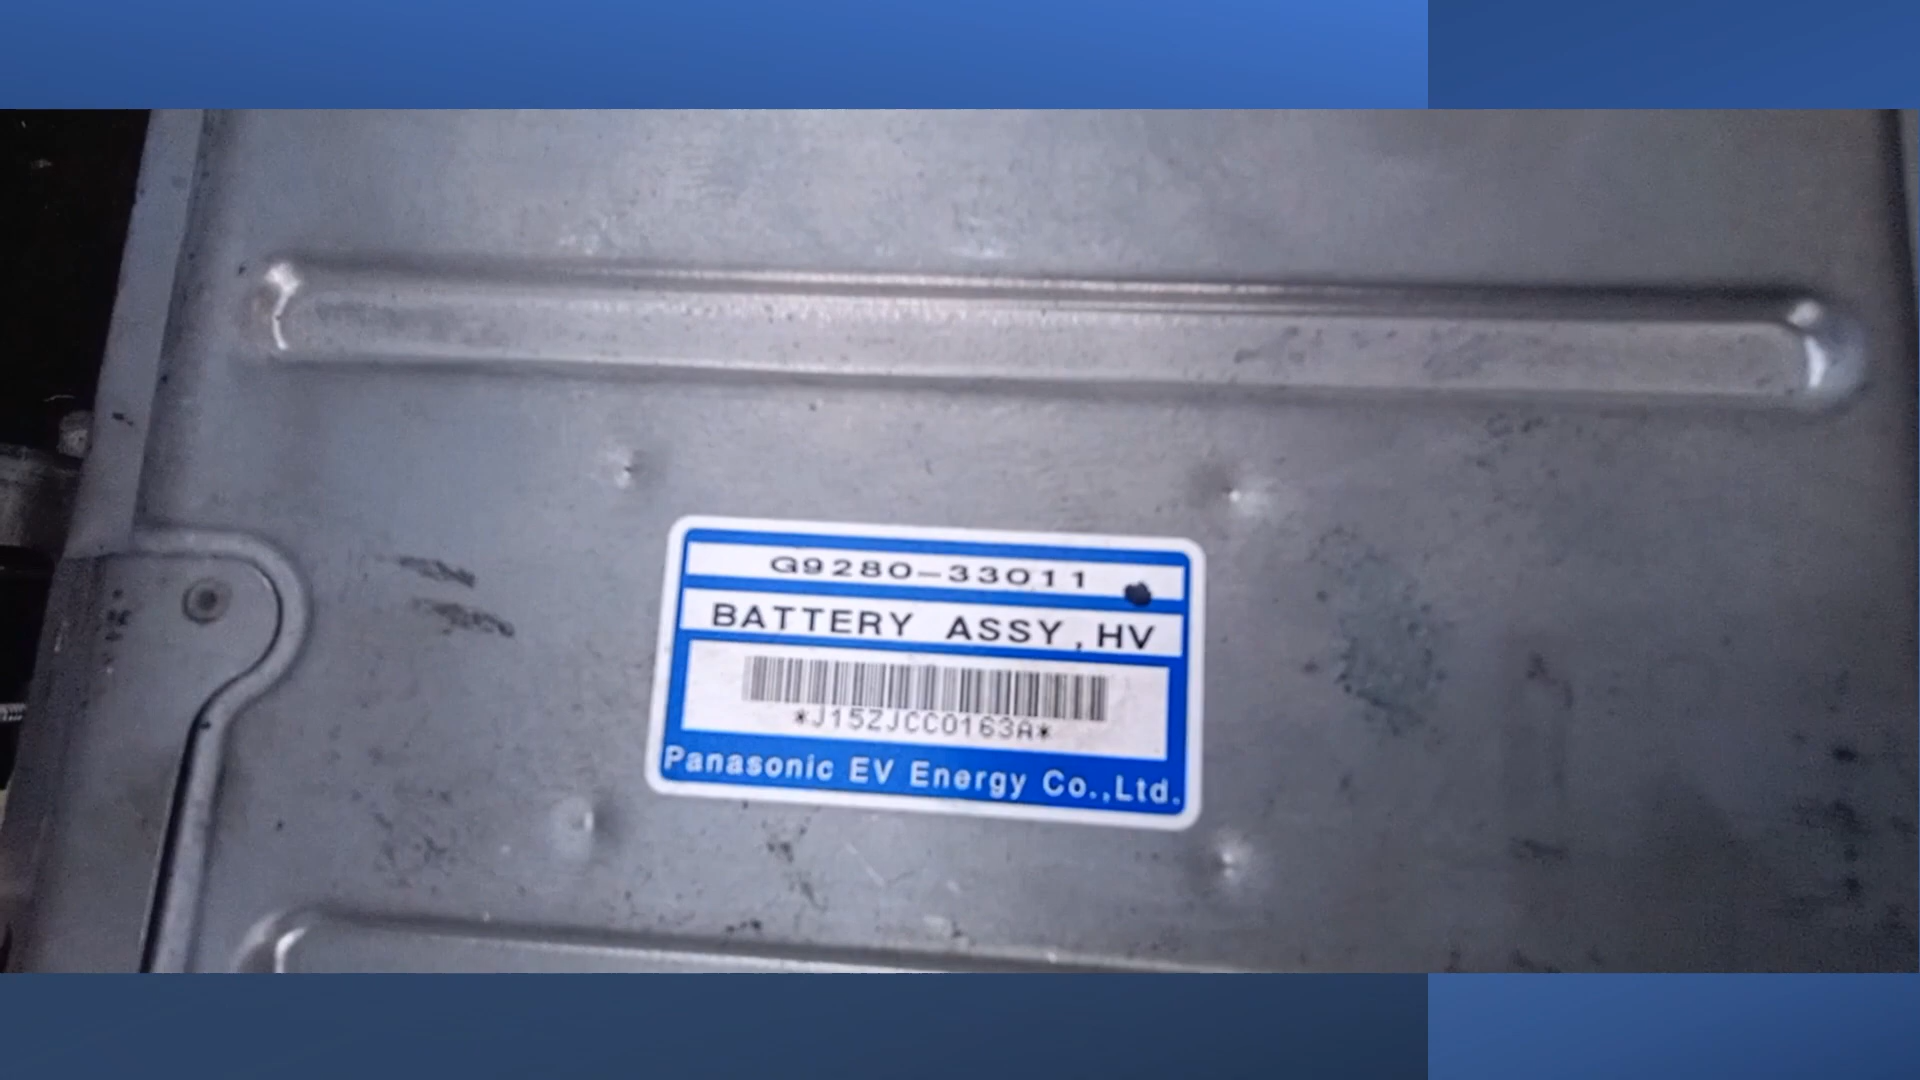 G9280-33011
BATTERY ASSY,HV
*J15ZJCC0163A*
Panasonic EV Energy Co.,Ltd.